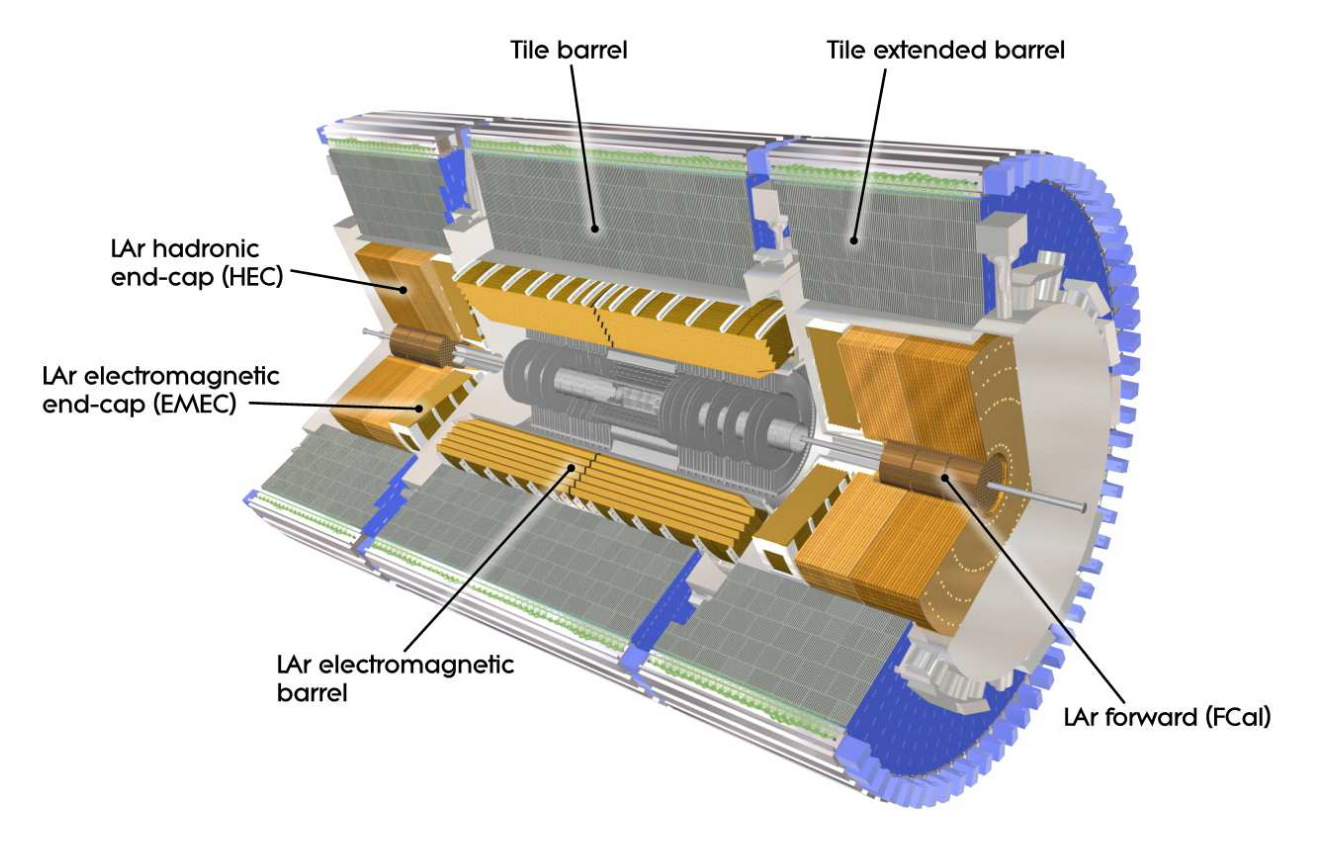 Tile barrel
Tile extended barrel
LAr hadronic
end-cap (HEC)
LAr electromagnetic
end-cap (EMEC)
LAr electromagnetic
barrel
LAr forward (FCal)